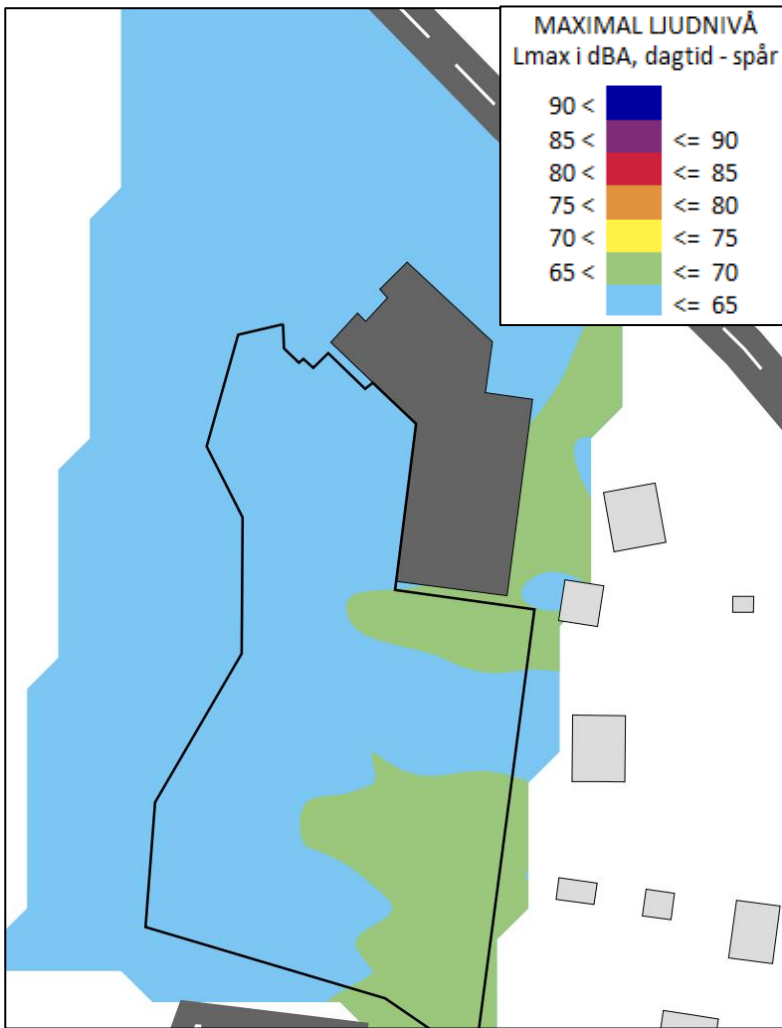 MAXIMAL LJUDNIVÅ
Lmax i dBA, dagtid - spår
90 <
85 < <= 90
80 < <= 85
75 < <= 80
70 < <= 75
65 < <= 70
<= 65